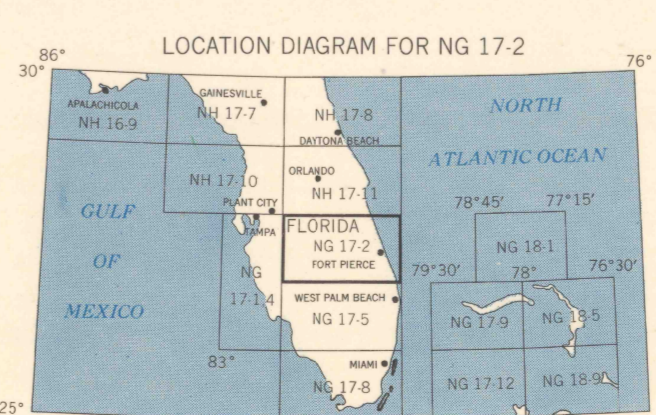 LOCATION DIAGRAM FOR NG 17-2
86°
76°
30°
APALACHICOLA
NH 16-9
GAINESVILLE
NH 17-7
NH 17-8
DAYTONA BEACH
NORTH
ATLANTIC OCEAN
NH 17-10
ORLANDO
NH 17-11
PLANT CITY
TAMPA
GULF
OF
MEXICO
FLORIDA
NG 17-2
FORT PIERCE
NG
17-1,4
WEST PALM BEACH
NG 17-5
83°
MIAMI
NG 17-8
78°45'
77°15'
NG 18-1
79°30'
78°
76°30'
NG 17-9
NG 18-5
NG 17-12
NG 18-9
25°